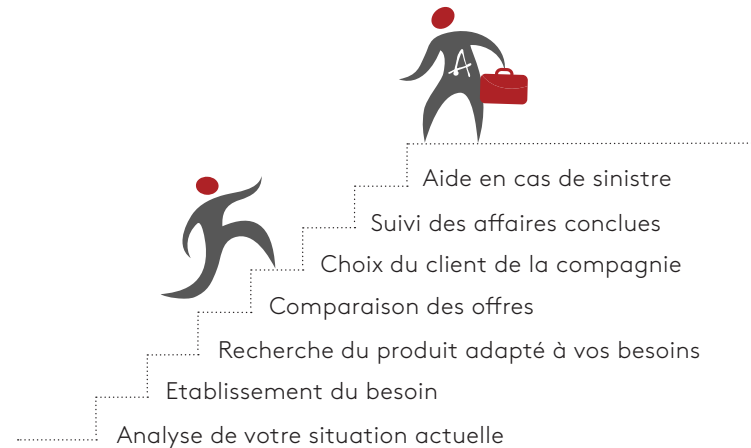 A
Aide en cas de sinistre
Suivi des affaires conclues
Choix du client de la compagnie
Comparaison des offres
Recherche du produit adapté à vos besoins
Etablissement du besoin
Analyse de votre situation actuelle